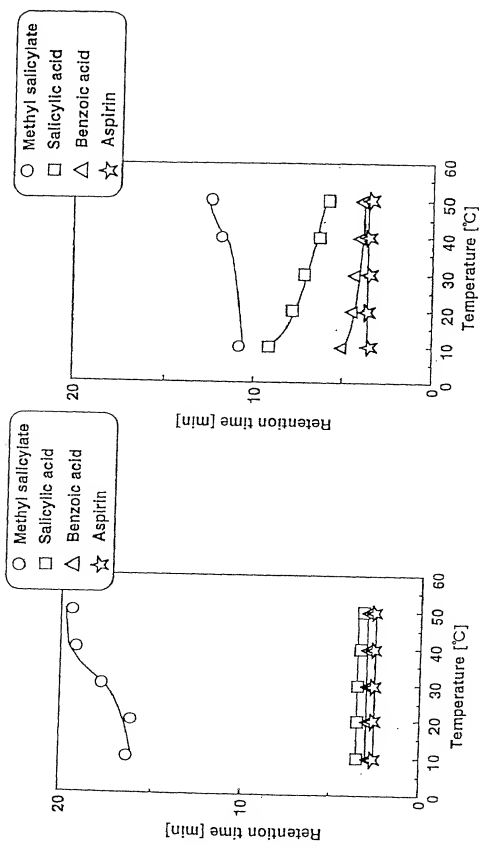 Methyl salicylate
Salicylic acid
Benzoic acid
Aspirin
20
10
0
Retention time [min]
0 10 20 30 40 50 60
Temperature [°C]
Methyl salicylate
Salicylic acid
Benzoic acid
Aspirin
20
10
0
Retention time [min]
0 10 20 30 40 50 60
Temperature [°C]